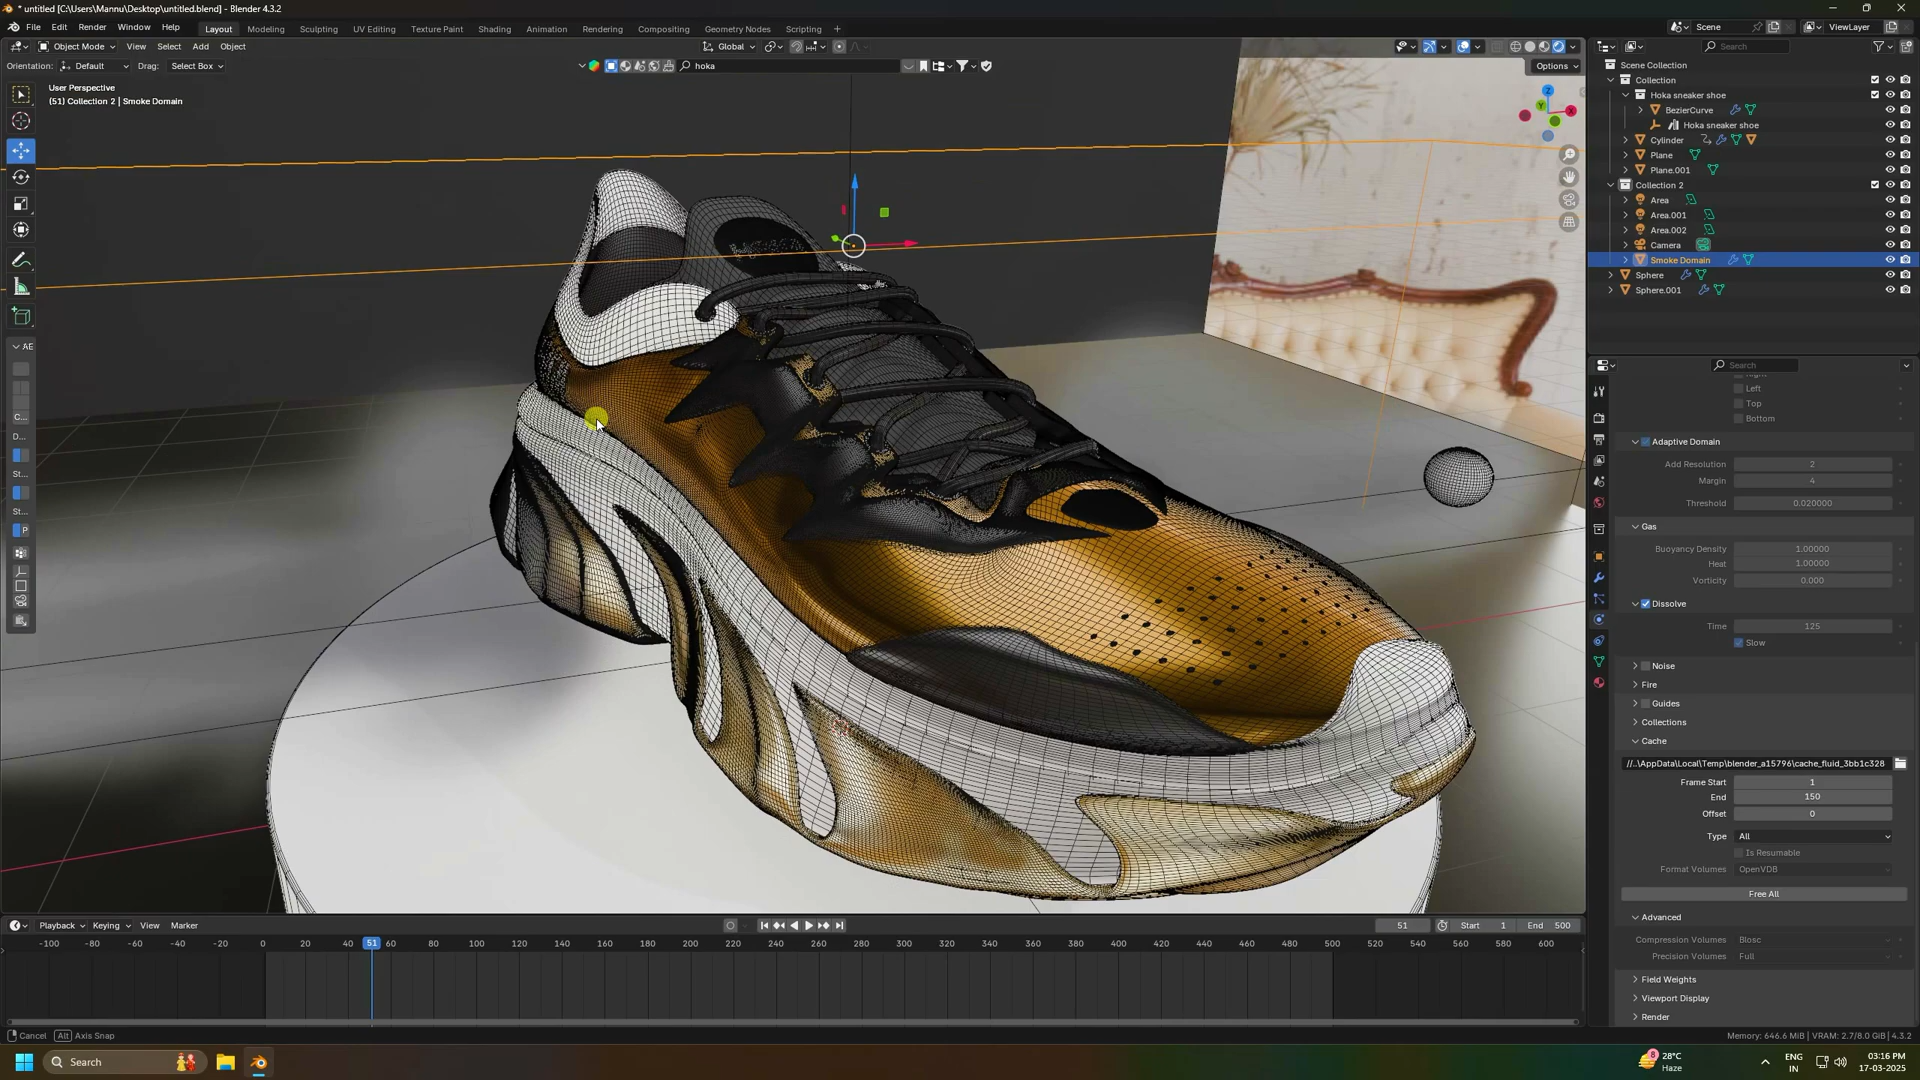 * untitled [C:\Users\Mannu\Desktop\untitled.blend] - Blender 4.3.2
File Edit Render Window Help
Layout Modeling Sculpting UV Editing Texture Paint Shading Animation Rendering Compositing Geometry Nodes Scripting +
Scene
ViewLayer
Object Mode View Select Add Object
Global
Search
Orientation: Default Drag: Select Box
hoka
Options
User Perspective
(51) Collection 2 | Smoke Domain
Z
Y
X
Scene Collection
Collection
Hoka sneaker shoe
BezierCurve
Hoka sneaker shoe
Cylinder
Plane
Plane.001
Collection 2
Area
Area.001
Area.002
Camera
Smoke Domain
Sphere
Sphere.001
AE
C...
D...
St...
St...
P
Search
Left
Top
Bottom
Adaptive Domain
Add Resolution 2
Margin 4
Threshold 0.020000
Gas
Buoyancy Density 1.00000
Heat 1.00000
Vorticity 0.000
Dissolve
Time 125
Slow
Noise
Fire
Guides
Collections
Cache
//..\AppData\Local\Temp\blender_a15796\cache_fluid_3bb1c328
Frame Start 1
End 150
Offset 0
Type All
Is Resumable
Format Volumes OpenVDB
Free All
Advanced
Compression Volumes Blosc
Precision Volumes Full
Field Weights
Viewport Display
Render
Playback Keying View Marker
51 Start 1 End 500
-100 -80 -60 -40 -20 0 20 40 51 60 80 100 120 140 160 180 200 220 240 260 280 300 320 340 360 380 400 420 440 460 480 500 520 540 560 580 600
Cancel Alt Axis Snap
Memory: 646.6 MiB | VRAM: 2.7/8.0 GiB | 4.3.2
Search
8
28°C
Haze
ENG
IN
03:16 PM
17-03-2025